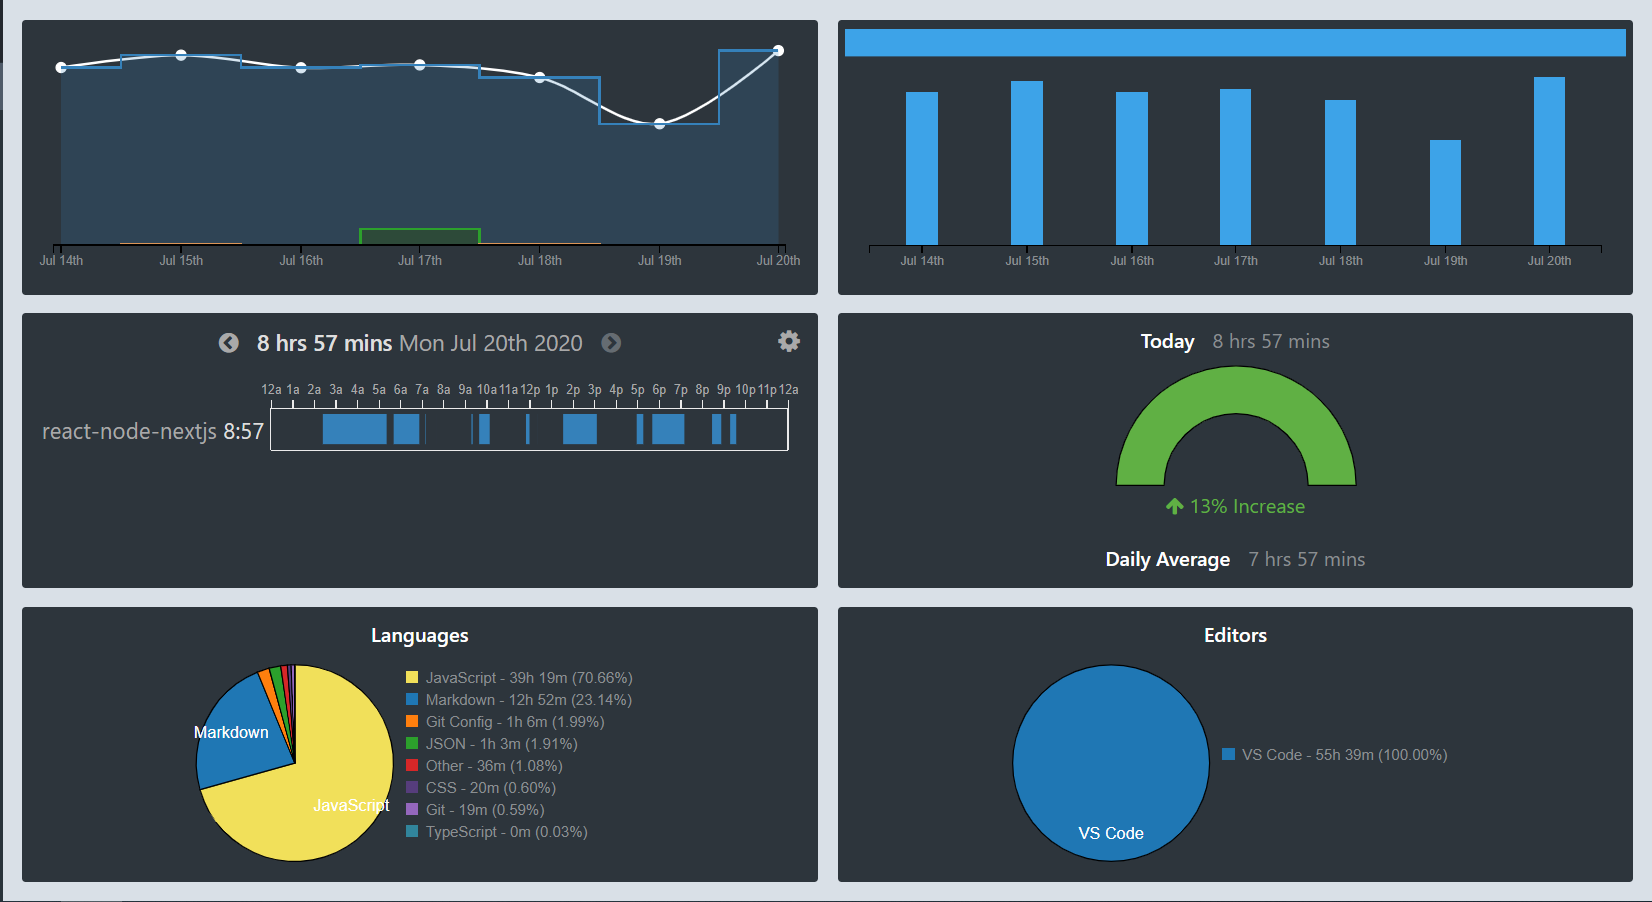 Jul 14th Jul 15th Jul 16th Jul 17th Jul 18th Jul 19th Jul 20th
Jul 14th Jul 15th Jul 16th Jul 17th Jul 18th Jul 19th Jul 20th
8 hrs 57 mins Mon Jul 20th 2020
12a 1a 2a 3a 4a 5a 6a 7a 8a 9a 10a 11a 12p 1p 2p 3p 4p 5p 6p 7p 8p 9p 10p 11p 12a
react-node-nextjs 8:57
Today 8 hrs 57 mins
13% Increase
Daily Average 7 hrs 57 mins
Languages
Markdown
JavaScript
JavaScript - 39h 19m (70.66%)
Markdown - 12h 52m (23.14%)
Git Config - 1h 6m (1.99%)
JSON - 1h 3m (1.91%)
Other - 36m (1.08%)
CSS - 20m (0.60%)
Git - 19m (0.59%)
TypeScript - 0m (0.03%)
Editors
VS Code
VS Code - 55h 39m (100.00%)